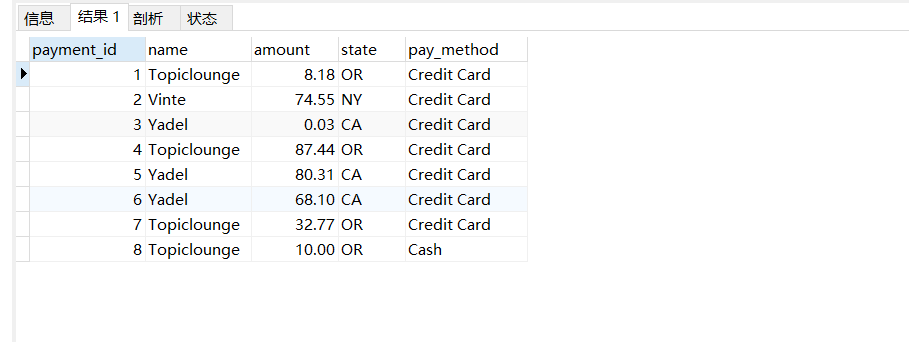 信息 结果 1 剖析 状态
payment_id name amount state pay_method
1 Topiclounge 8.18 OR Credit Card
2 Vinte 74.55 NY Credit Card
3 Yadel 0.03 CA Credit Card
4 Topiclounge 87.44 OR Credit Card
5 Yadel 80.31 CA Credit Card
6 Yadel 68.10 CA Credit Card
7 Topiclounge 32.77 OR Credit Card
8 Topiclounge 10.00 OR Cash